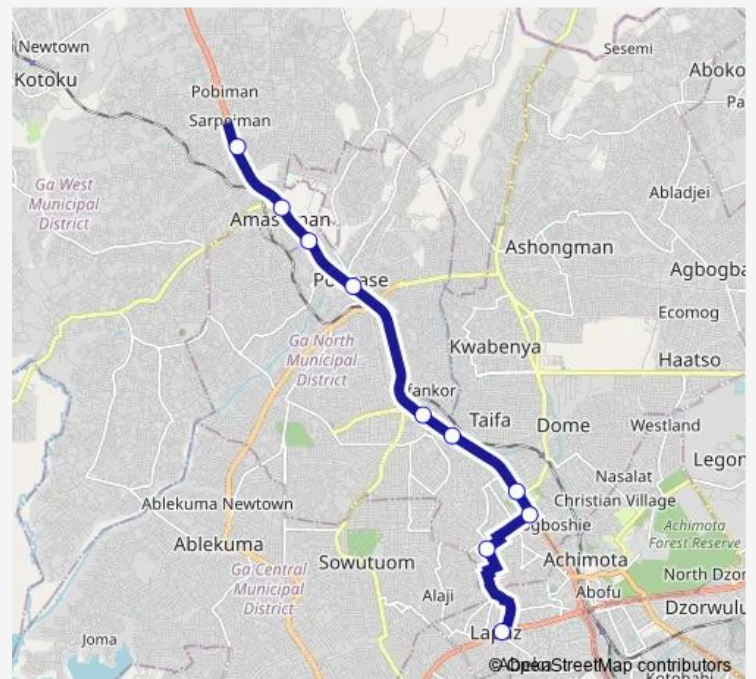 Newtown
Kotoku
Sesemi
Aboko
Pobiman
Sarpeiman
Ga West
Municipal
District
Abladjei
Ashongman
Agbogba
Ecomog
Ga North
Municipal
District
Kwabenya
Haatso
fankor
Taifa
Dome
Westland
Legon
Nasalat
Christian Village
Ablekuma Newtown
gboshie
Achimota
Forest Reserve
Ablekuma
Sowutuom
Achimota
Ga Central
Municipal
District
North Dzor
Abofu
Alaji
Dzorwulu
Joma
© OpenStreetMap contributors